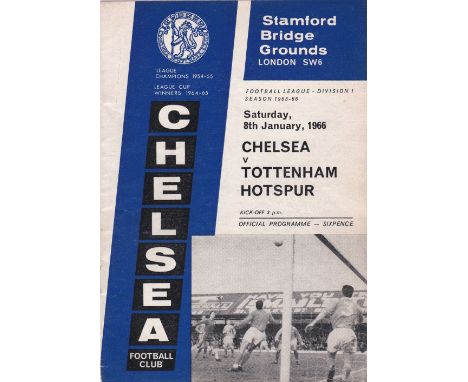 LEAGUE
CHAMPIONS 1954-55
LEAGUE CUP
WINNERS 1964-65
CHELSEA
FOOTBALL
CLUB
Stamford
Bridge
Grounds
LONDON SW6
FOOTBALL LEAGUE - DIVISION 1
SEASON 1965-66
Saturday,
8th January, 1966
CHELSEA
v
TOTTENHAM
HOTSPUR
KICK-OFF 3 p.m.
OFFICIAL PROGRAMME — SIXPENCE